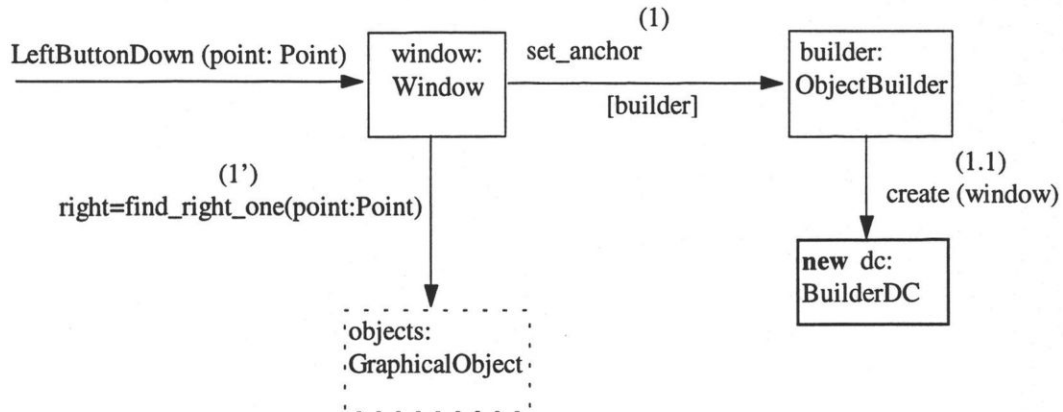 (1)
LeftButtonDown (point: Point)
window:
Window
set_anchor
[builder]
builder:
ObjectBuilder
(1')
right=find_right_one(point:Point)
(1.1)
create (window)
new dc:
BuilderDC
objects:
GraphicalObject